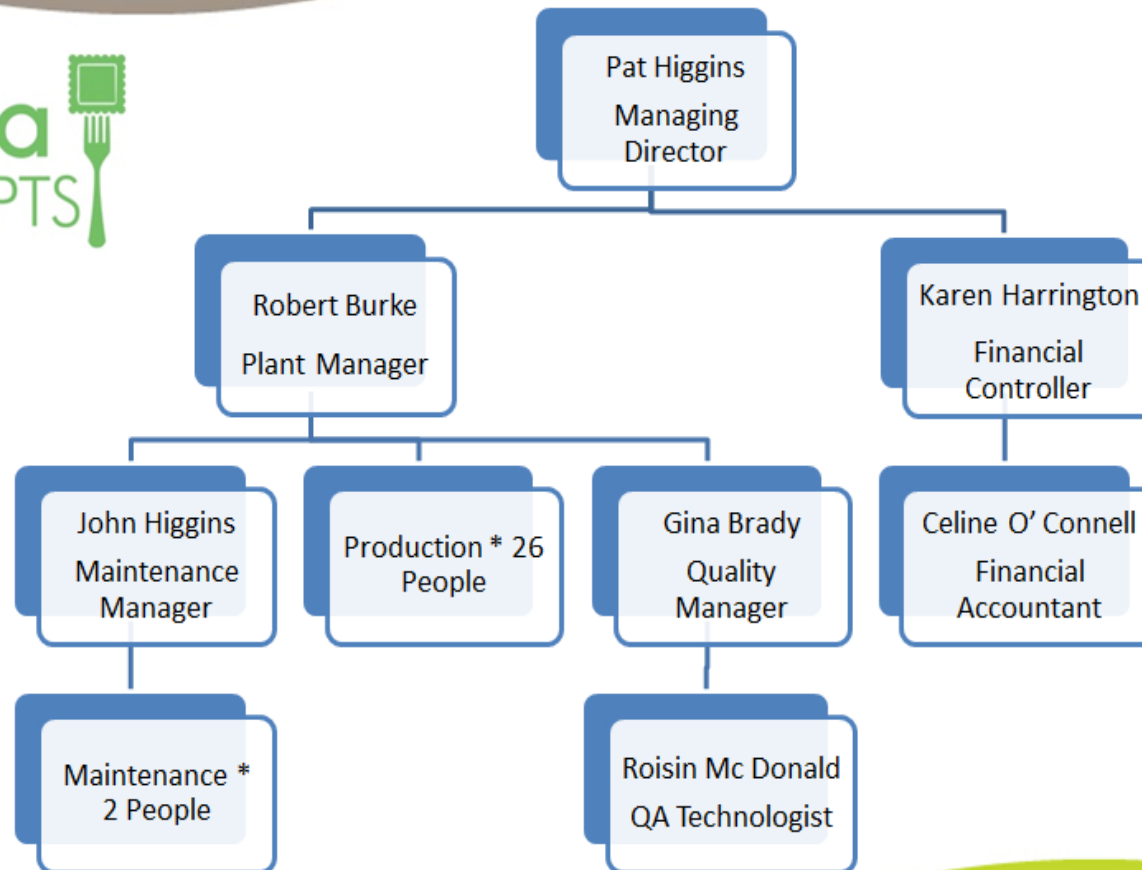 a
PTS
Pat Higgins
Managing
Director
Robert Burke
Plant Manager
Karen Harrington
Financial
Controller
John Higgins
Maintenance
Manager
Production * 26
People
Gina Brady
Quality
Manager
Celine O’ Connell
Financial
Accountant
Maintenance *
2 People
Roisin Mc Donald
QA Technologist